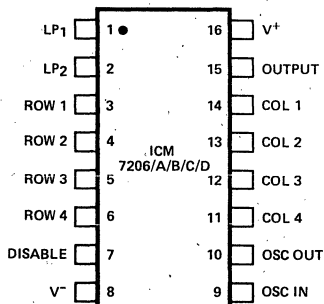 LP1 1 16 V+
LP2 2 15 OUTPUT
ROW 1 3 14 COL 1
ROW 2 4 13 COL 2
ICM
7206/A/B/C/D
ROW 3 5 12 COL 3
ROW 4 6 11 COL 4
DISABLE 7 10 OSC OUT
V- 8 9 OSC IN